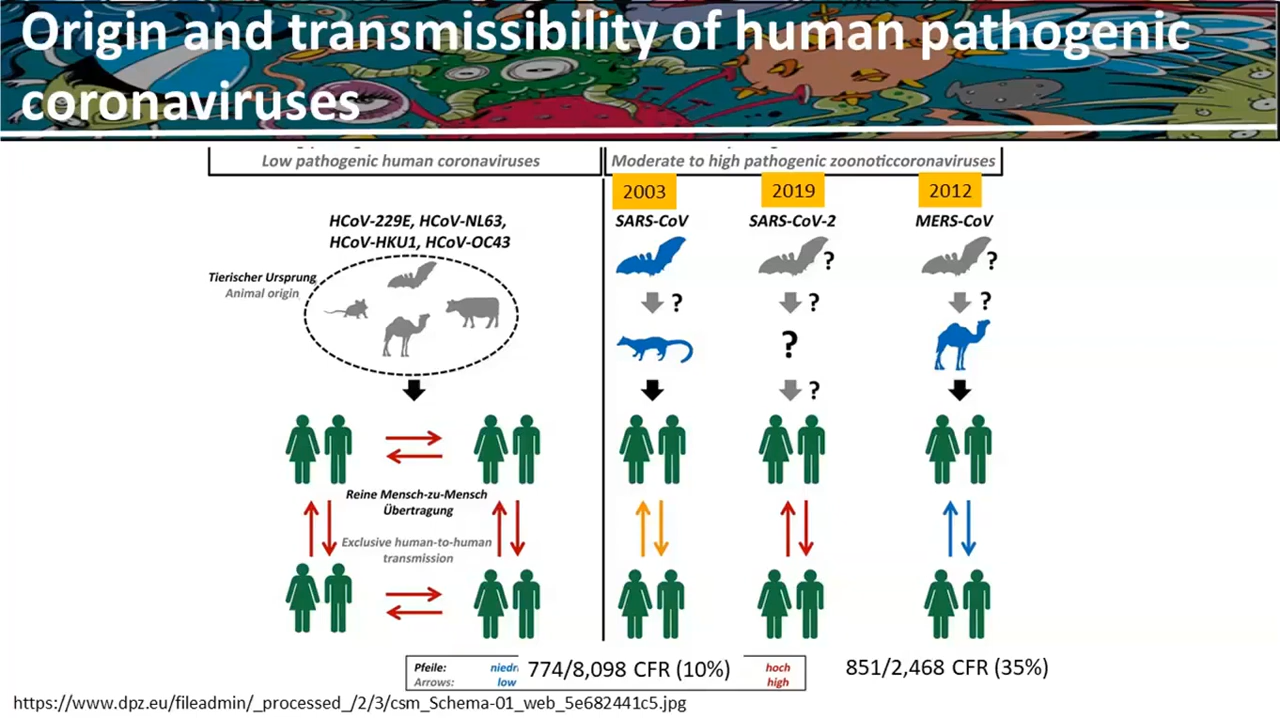 Origin and transmissibility of human pathogenic
coronaviruses
Low pathogenic human coronaviruses
Moderate to high pathogenic zoonoticcoronaviruses
2003
2019
2012
HCoV-229E, HCoV-NL63,
HCoV-HKU1, HCoV-OC43
SARS-CoV
SARS-CoV-2
MERS-CoV
Tierischer Ursprung
Animal origin
?
?
?
?
?
?
?
Reine Mensch-zu-Mensch
Übertragung
Exclusive human-to-human
transmission
Pfeile:
Arrows:
low
774/8,098 CFR (10%)
hoch
high
851/2,468 CFR (35%)
https://www.dpz.eu/fileadmin/_processed_/2/3/csm_Schema-01_web_5e682441c5.jpg